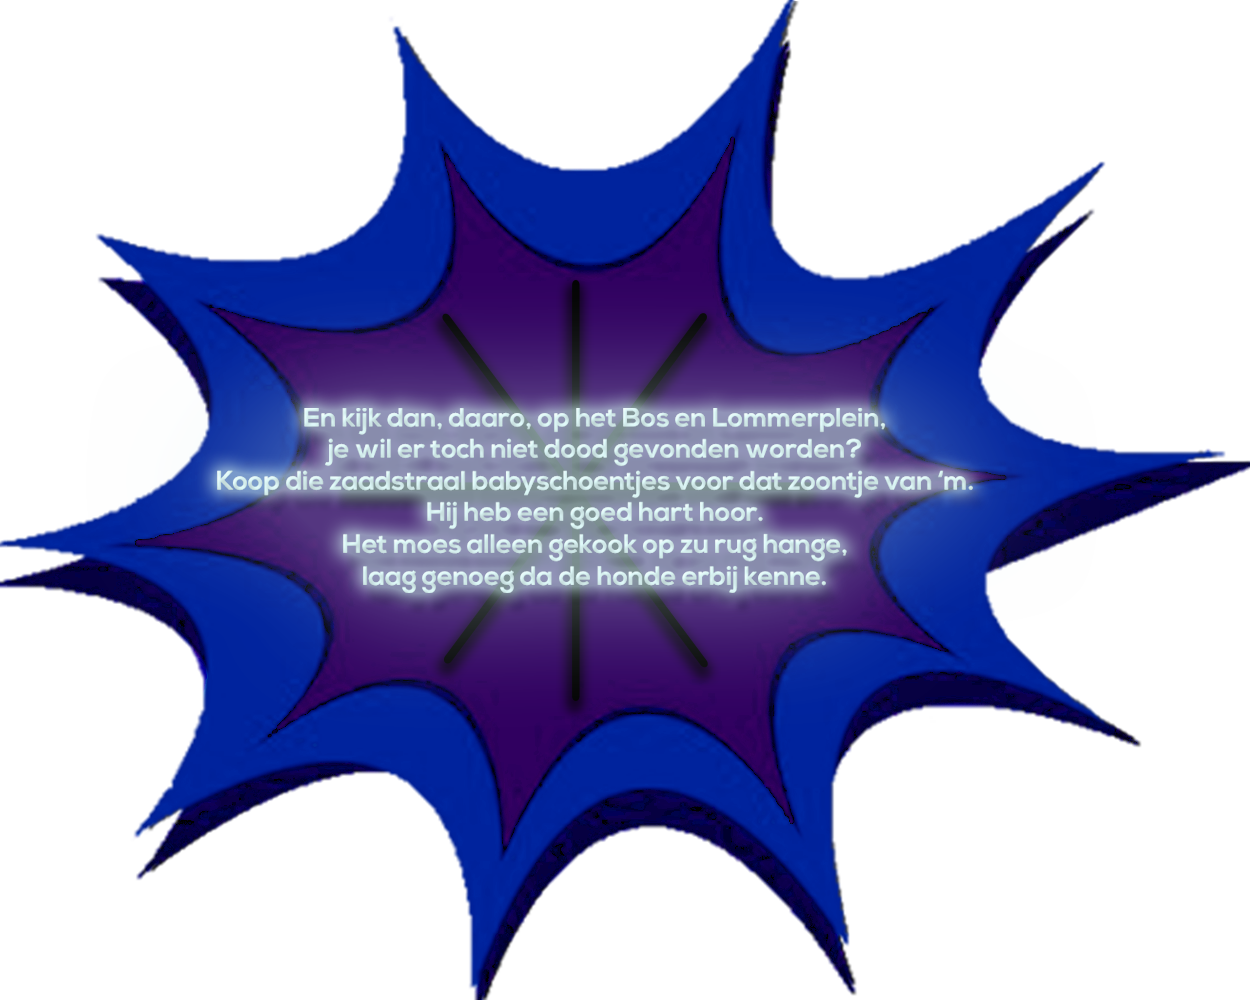 En kijk dan, daaro, op het Bos en Lommerplein,
je wil er toch niet dood gevonden worden?
Koop die zaadstraal babyschoentjes voor dat zoontje van ’m.
Hij heb een goed hart hoor.
Het moes alleen gekook op zu rug hange,
laag genoeg da de honde erbij kenne.